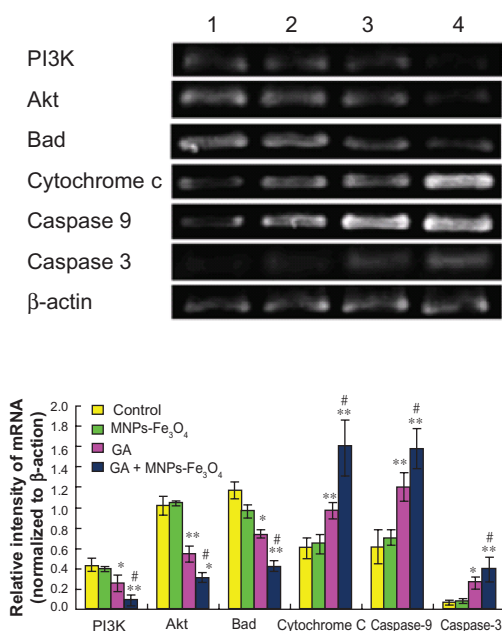 1 2 3 4
PI3K
Akt
Bad
Cytochrome c
Caspase 9
Caspase 3
β-actin
Relative intensity of mRNA
(normalized to β-action)
2.0
1.8
1.6
1.4
1.2
1.0
0.8
0.6
0.4
0.2
0.0
Control
MNPs-Fe₃O₄
GA
GA + MNPs-Fe₃O₄
* # **
** # *
* # **
** # **
** # **
* # **
PI3K Akt Bad Cytochrome C Caspase-9 Caspase-3